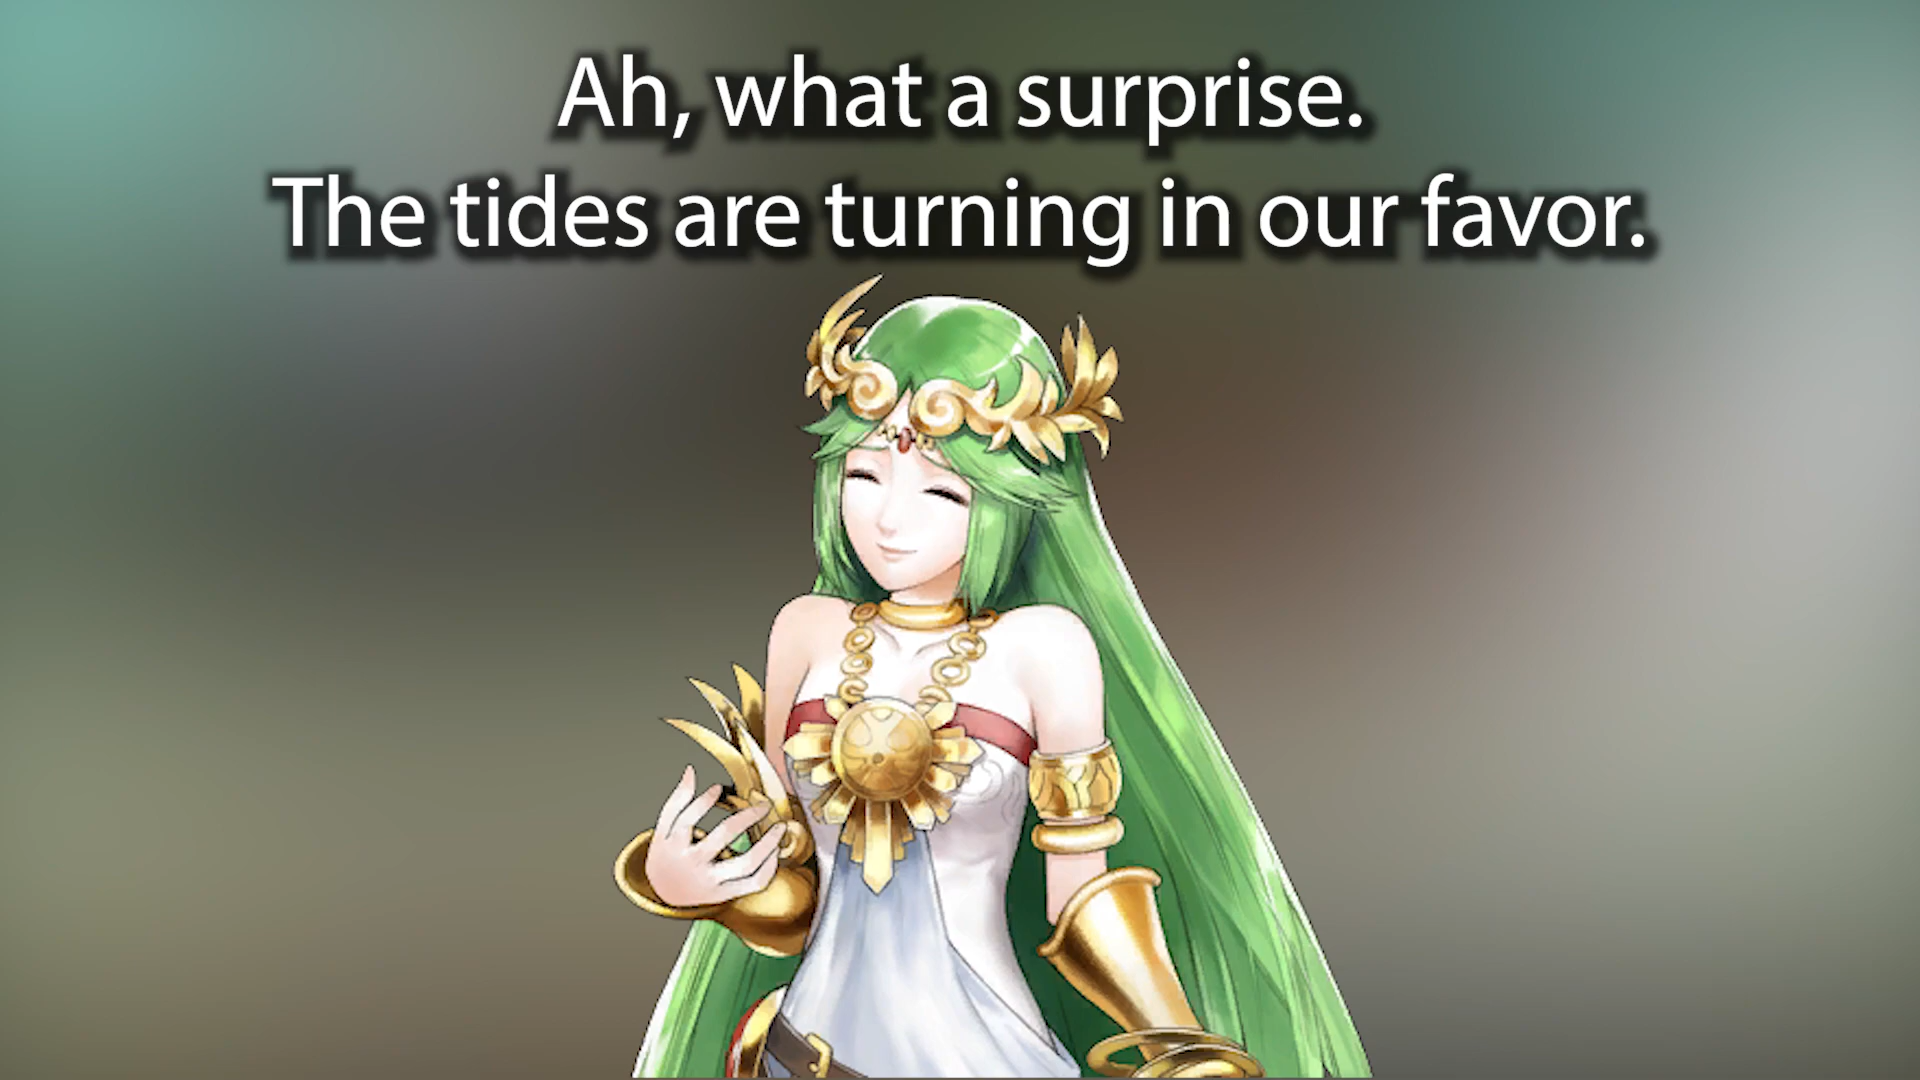 Ah, what a surprise.
The tides are turning in our favor.